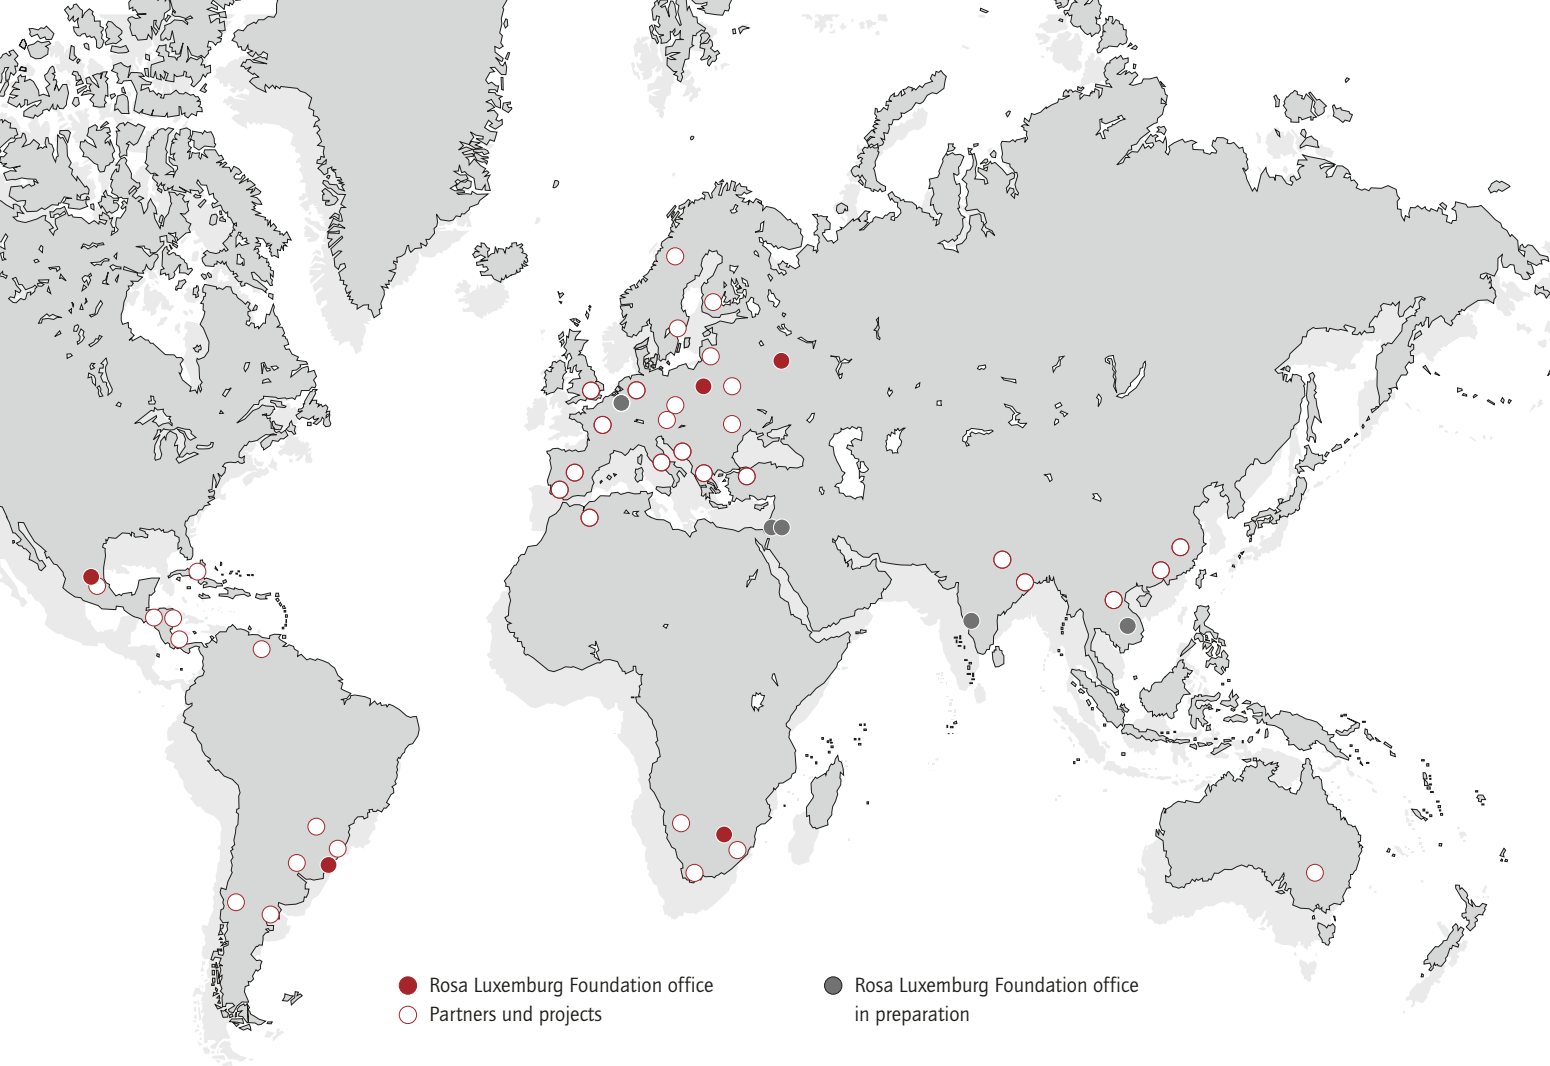 Rosa Luxemburg Foundation office
Partners und projects
Rosa Luxemburg Foundation office
in preparation